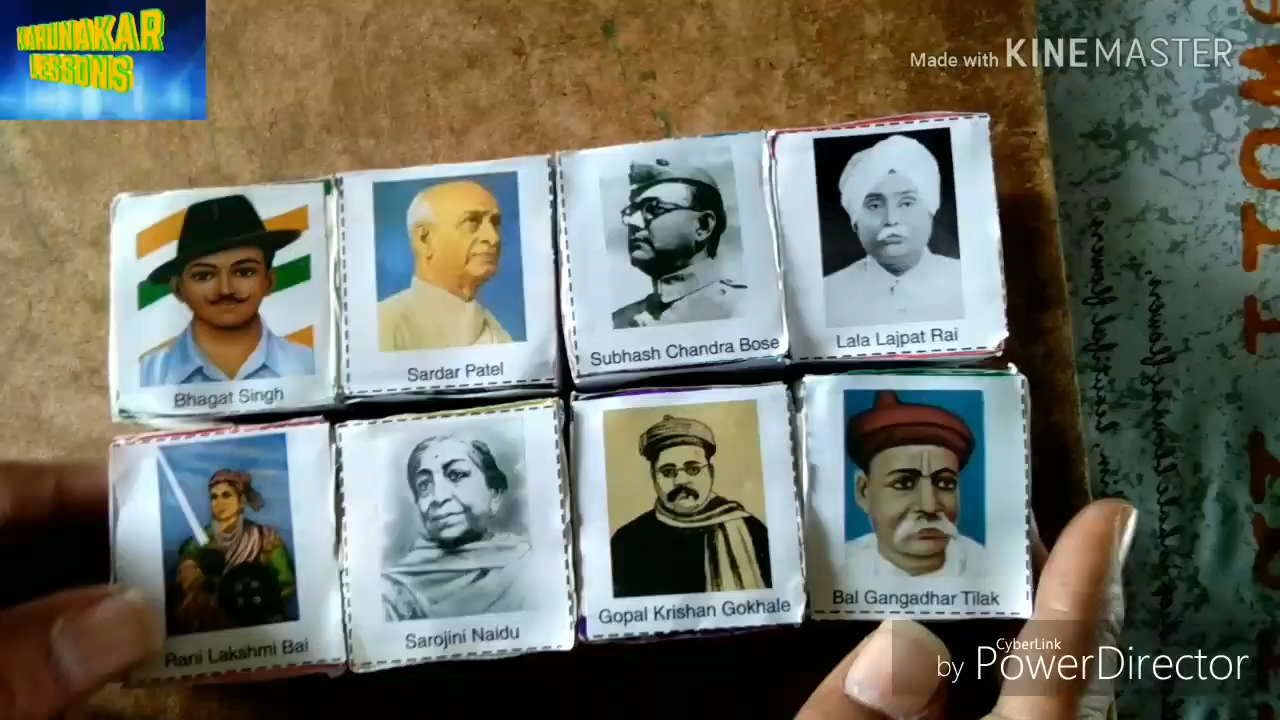 KARUNAKAR
LESSONS
Made with KINEMASTER
Bhagat Singh
Sardar Patel
Subhash Chandra Bose
Lala Lajpat Rai
Rani Lakshmi Bai
Sarojini Naidu
Gopal Krishan Gokhale
Bal Gangadhar Tilak
CyberLink
by PowerDirector